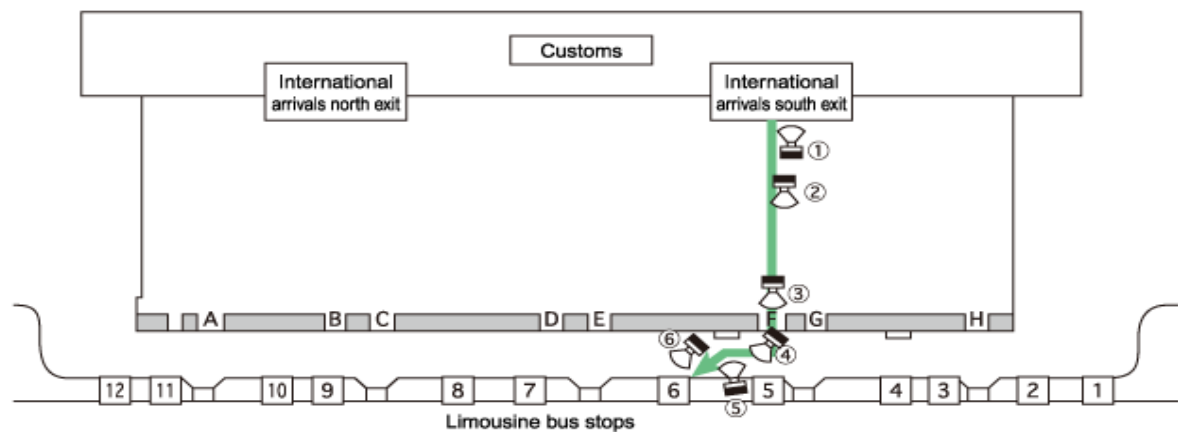 Customs
International
arrivals north exit
International
arrivals south exit
①
②
③
A B C D E F G H
⑥
④
12 11 10 9 8 7 6 5 4 3 2 1
⑤
Limousine bus stops